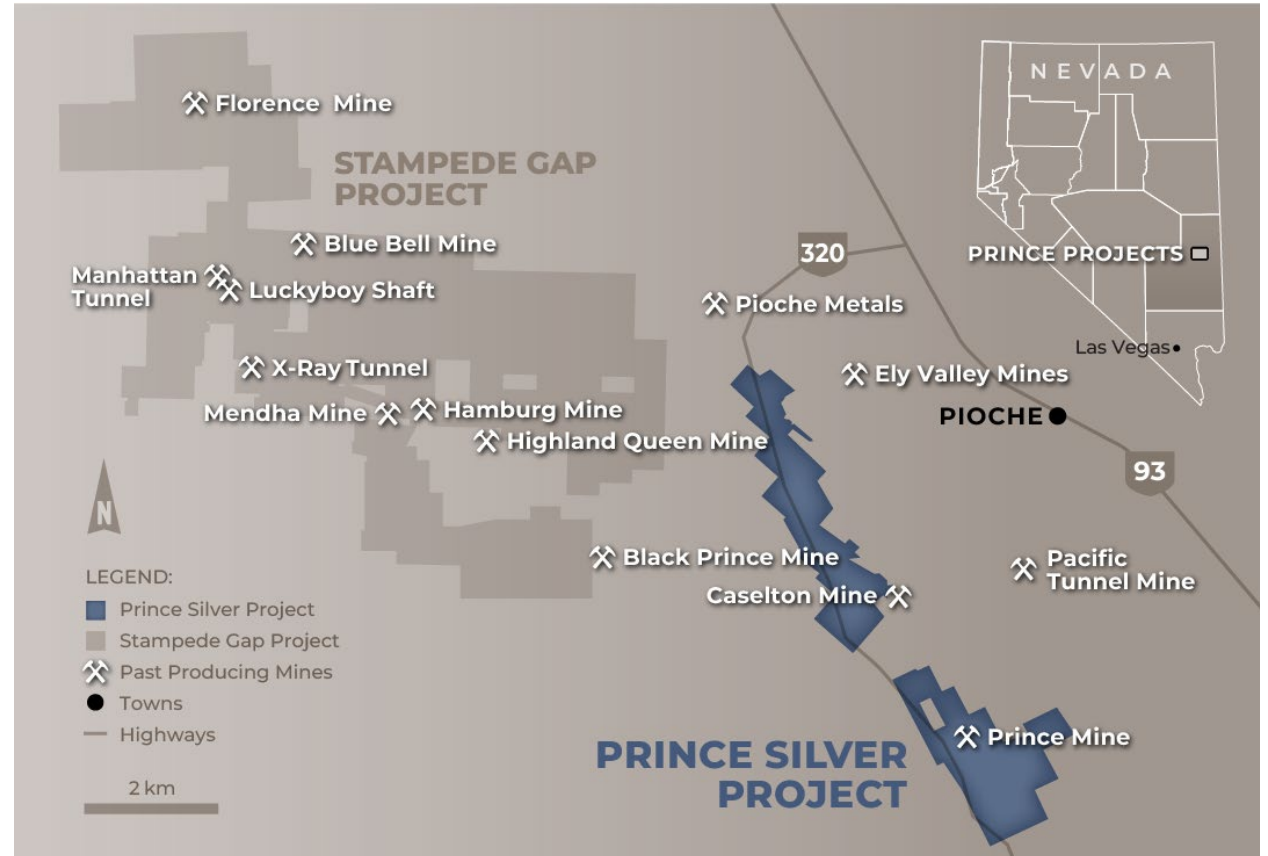 NEVADA
Florence Mine
STAMPEDE GAP
PROJECT
Blue Bell Mine
320
PRINCE PROJECTS
Manhattan
Tunnel
Luckyboy Shaft
Pioche Metals
Las Vegas
X-Ray Tunnel
Ely Valley Mines
Mendha Mine
Hamburg Mine
PIOCHE
Highland Queen Mine
93
N
Black Prince Mine
Pacific
Tunnel Mine
Caselton Mine
LEGEND:
Prince Silver Project
Stampede Gap Project
Past Producing Mines
Towns
Highways
2 km
Prince Mine
PRINCE SILVER
PROJECT